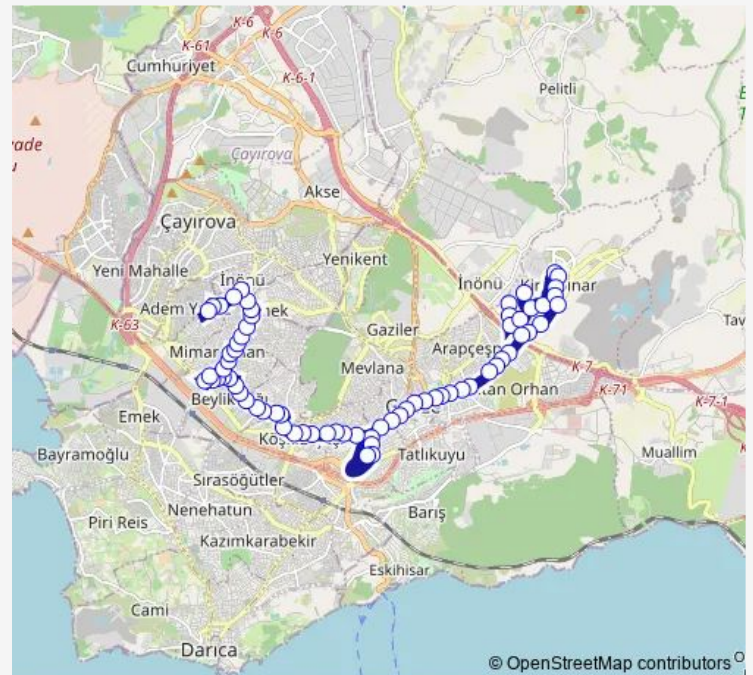 K-6
K-61
K-6
K-6-1
Cumhuriyet
Pelitli
Çayırova
Akse
Çayırova
Yenikent
Yeni Mahalle
İnönü
İnönü
Adem Y
K-63
Gaziler
Mimar
Arapçeşm
K-7
Mevlana
K-71
K-7-1
Beylik
Emek
Tatlıkuyu
Bayramoğlu
Sırasöğütler
Muallim
Nenehatun
Barış
Piri Reis
Kazımkarabekir
Eskihisar
Cami
Darıca
© OpenStreetMap contributors